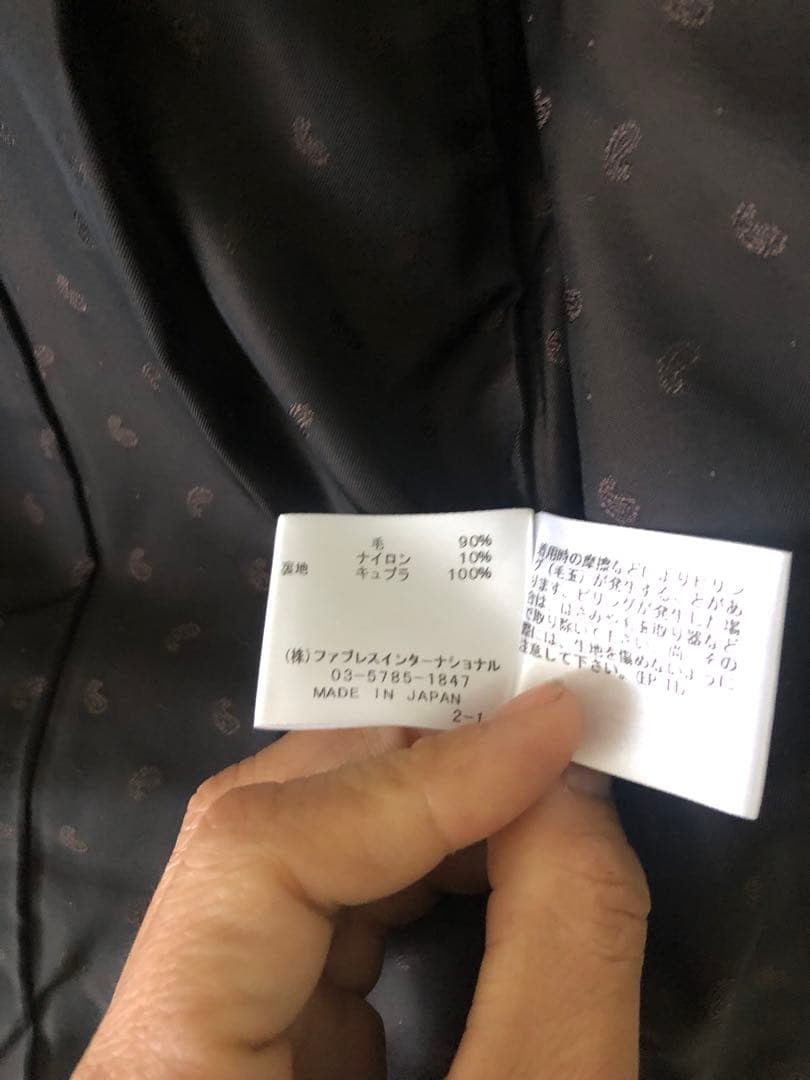 毛 90%
ナイロン 10%
裏地 キュプラ 100%
(株)ファブレスインターナショナル
03-5785-1847
MADE IN JAPAN
2-1
着用時の摩擦などによりピリン
グ(毛玉)が発生することがあ
ります。ピリングが発生した場
合は、はさみや毛玉取り器など
で取り除いて下さい。尚、その
際には、生地を傷めないように
注意して下さい。(EP-11)